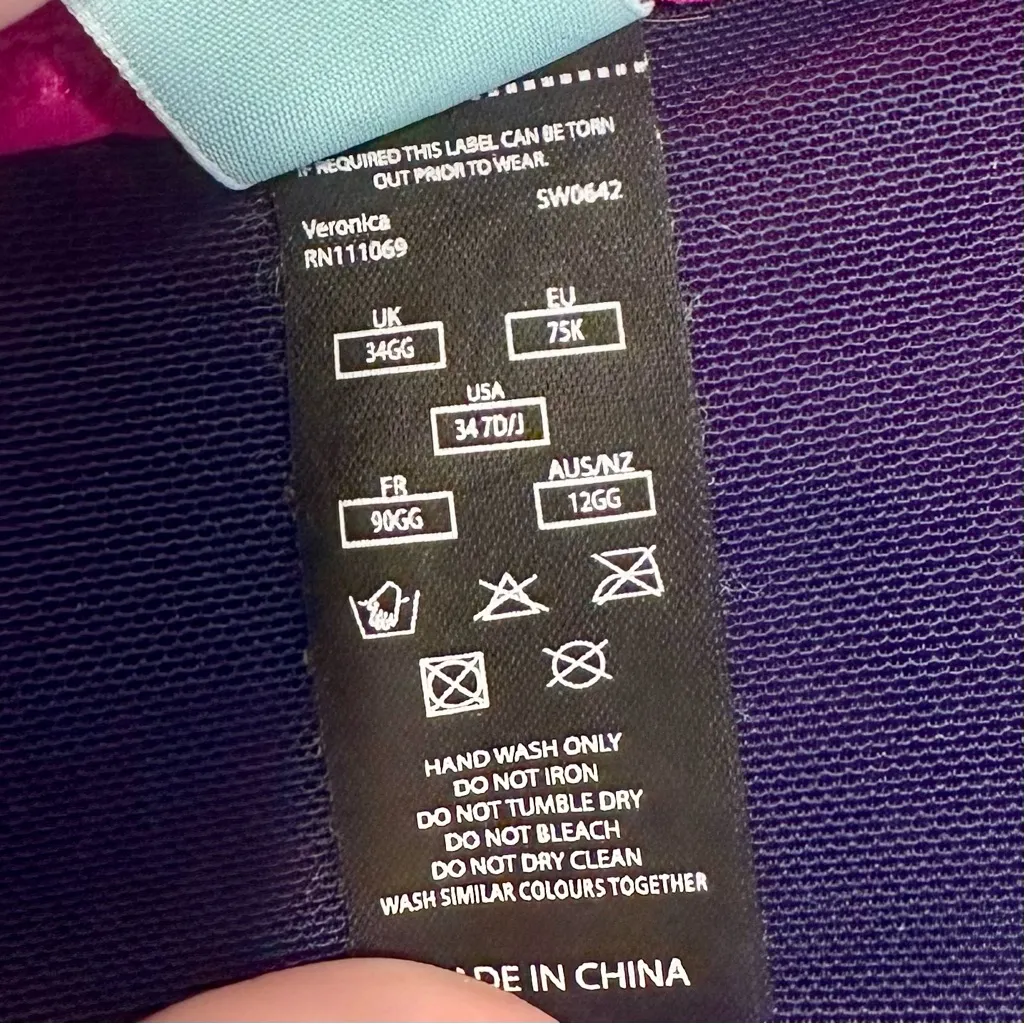 IF REQUIRED THIS LABEL CAN BE TORN
OUT PRIOR TO WEAR.
SW0642
Veronica
RN111069
UK
34GG
EU
75K
USA
34 7D/J
FR
90GG
AUS/NZ
12GG
HAND WASH ONLY
DO NOT IRON
DO NOT TUMBLE DRY
DO NOT BLEACH
DO NOT DRY CLEAN
WASH SIMILAR COLOURS TOGETHER
DE IN CHINA